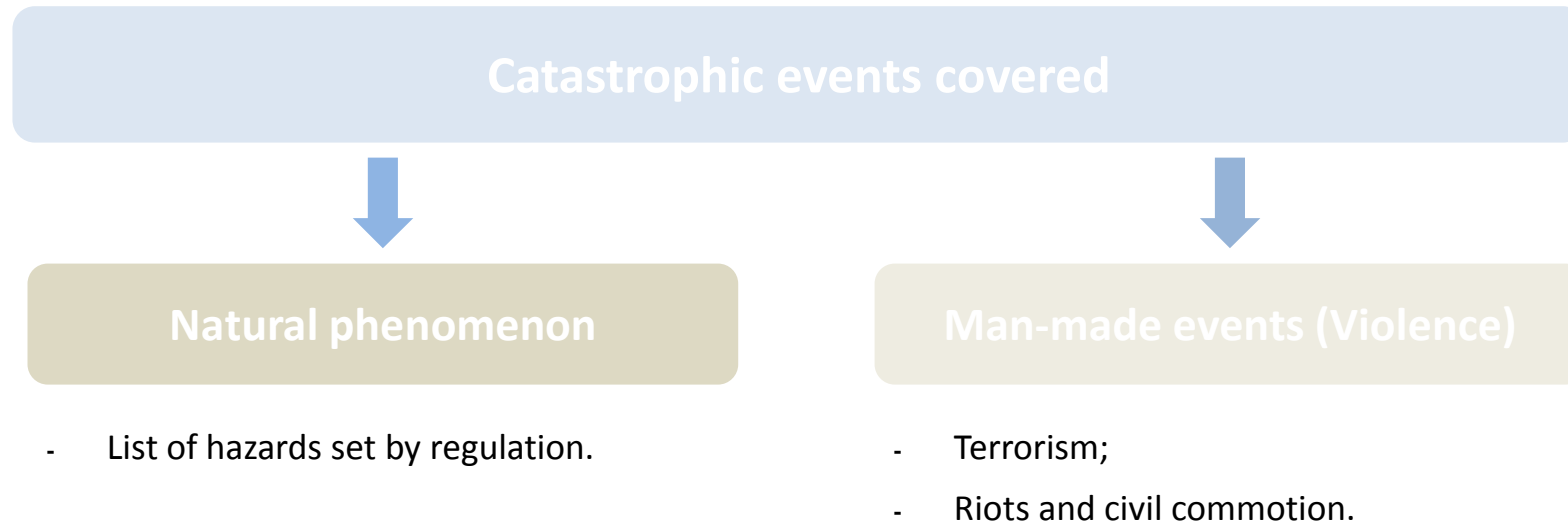 Catastrophic events covered
Natural phenomenon
Man-made events (Violence)
- List of hazards set by regulation.
- Terrorism;
- Riots and civil commotion.